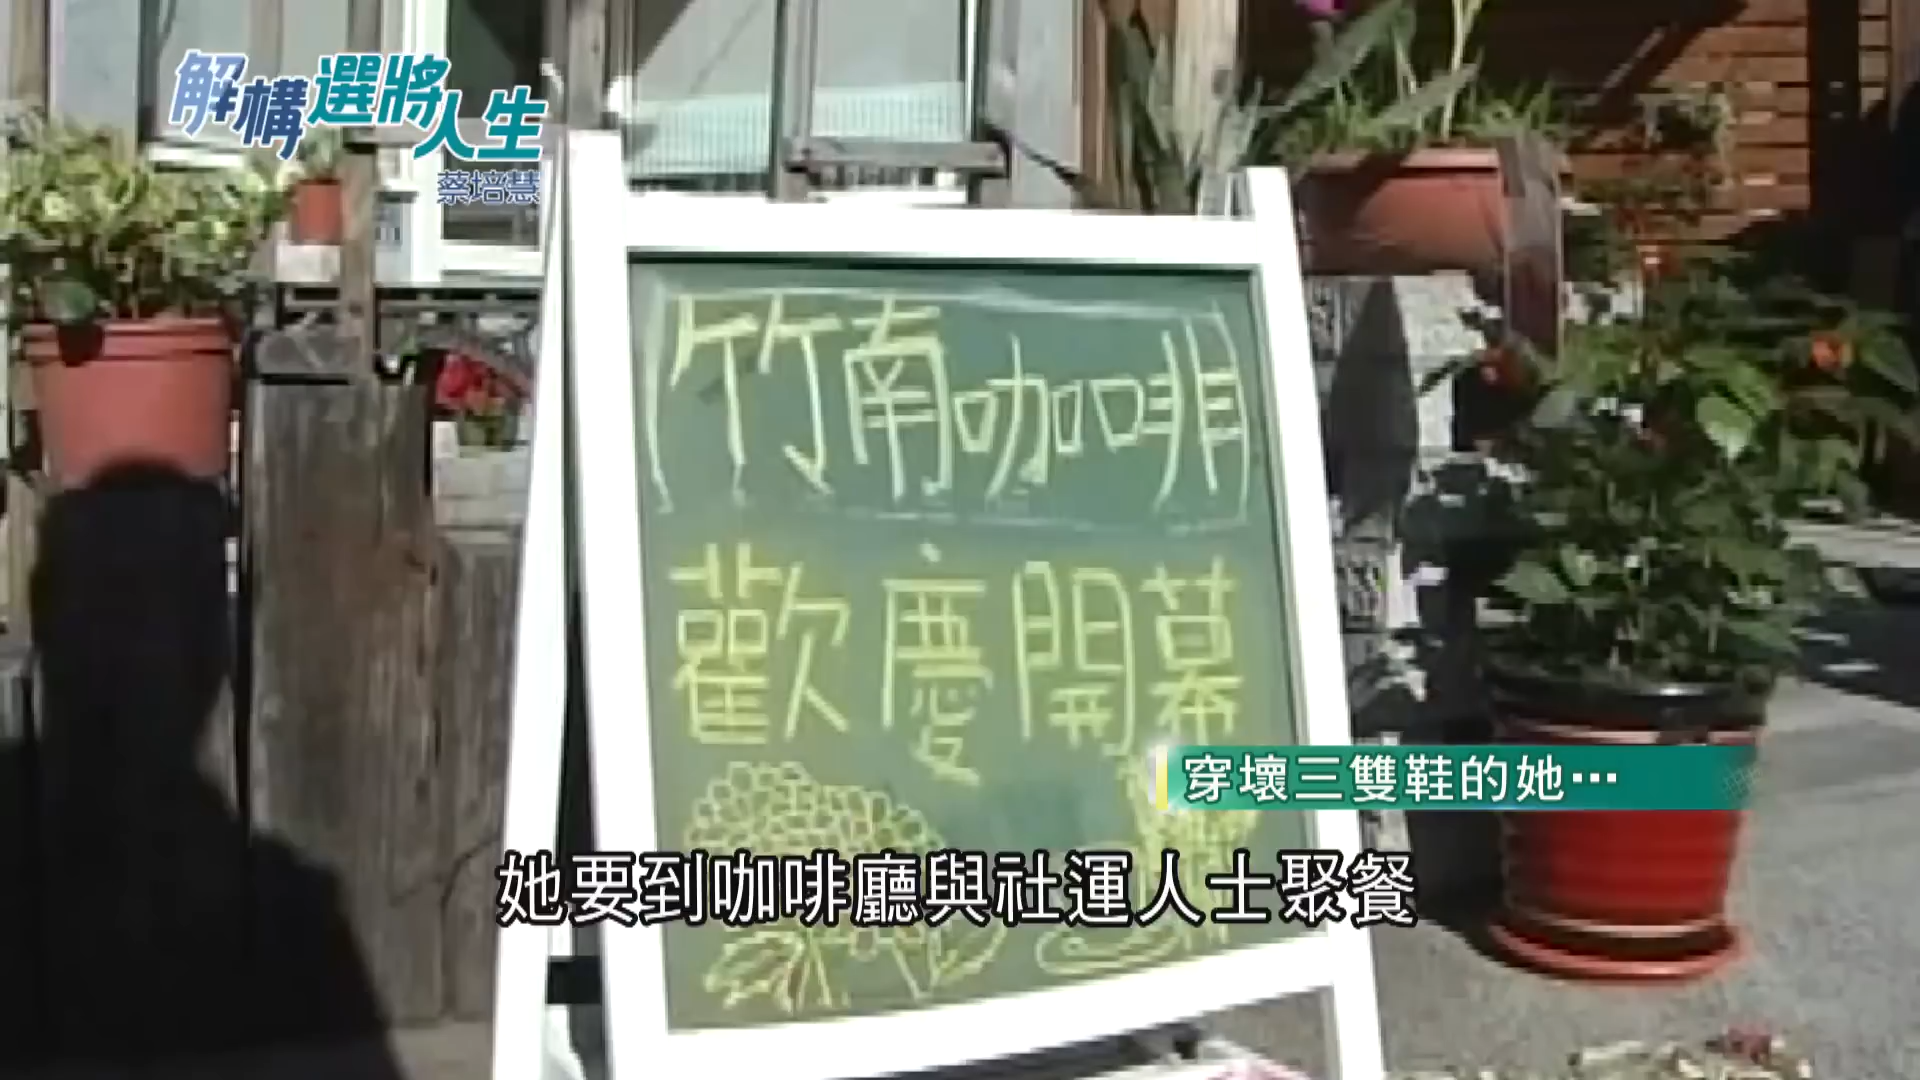 解構選將人生
蔡培慧
竹南咖啡
歡慶開幕
穿壞三雙鞋的她…
她要到咖啡廳與社運人士聚餐